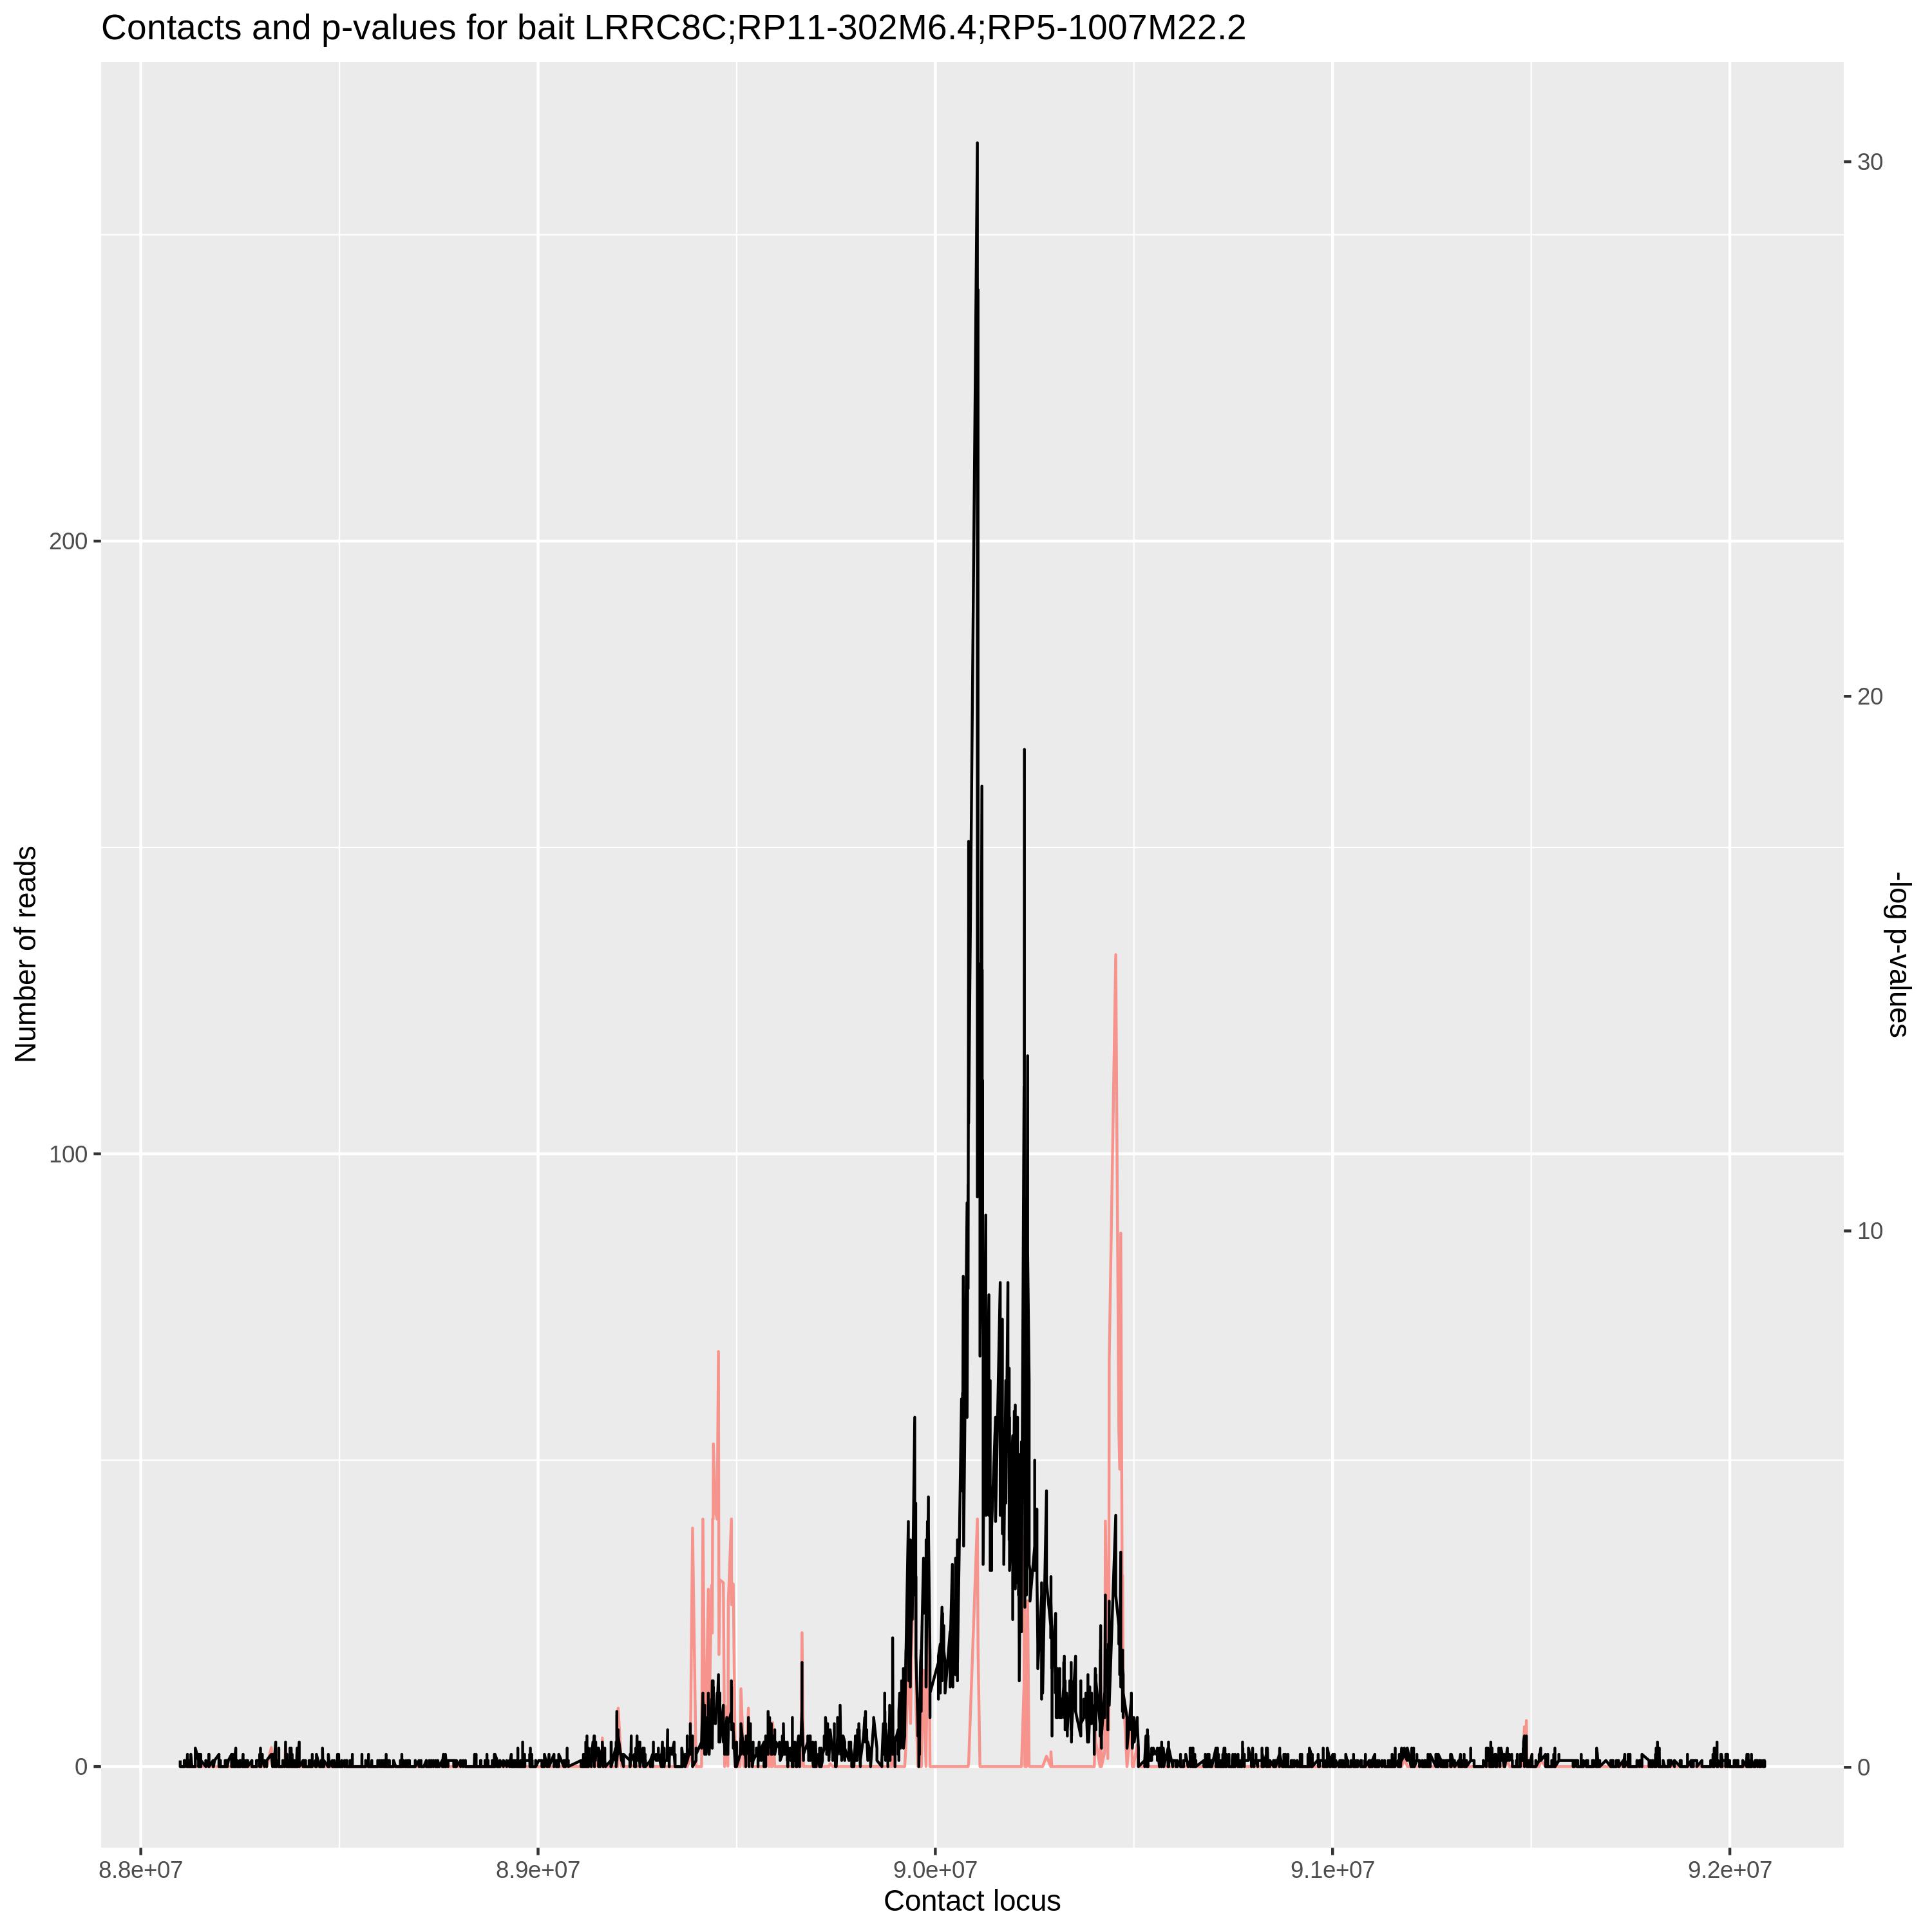 Contacts and p-values for bait LRRC8C;RP11-302M6.4;RP5-1007M22.2
30
200
20
Number of reads
-log p-values
100
10
0
0
8.8e+07
8.9e+07
9.0e+07
9.1e+07
9.2e+07
Contact locus